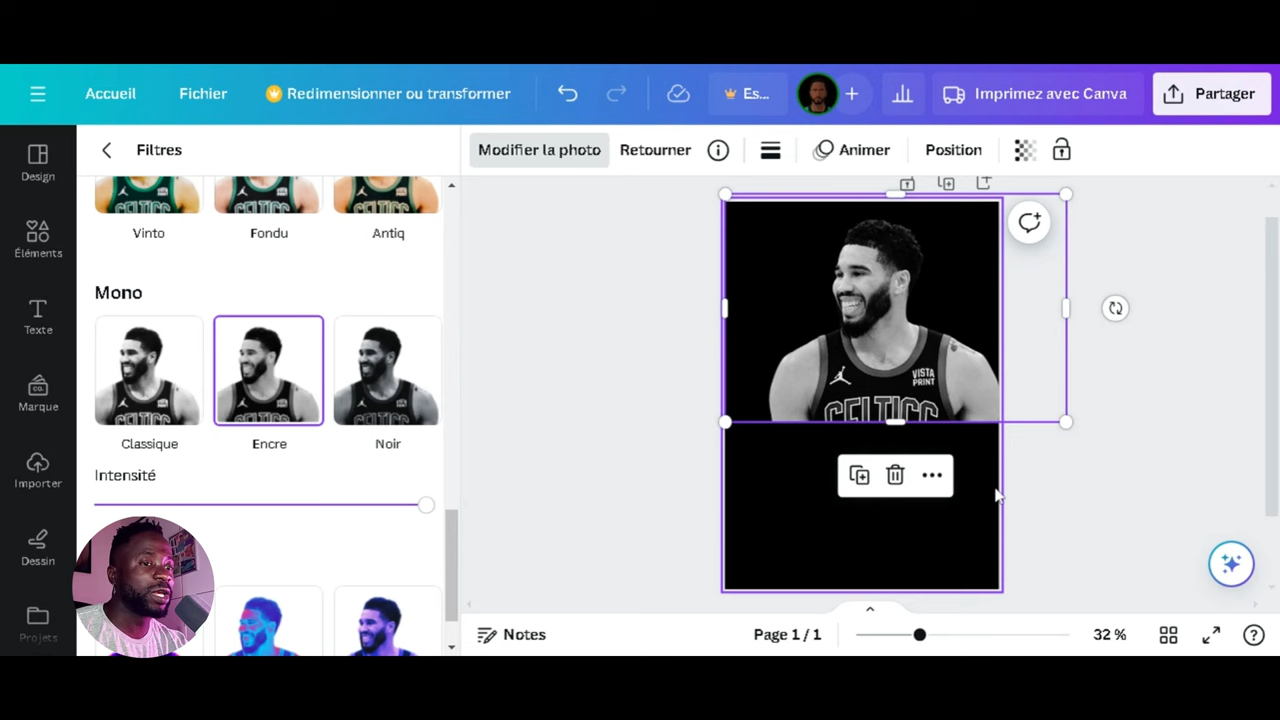 Accueil
Fichier
Redimensionner ou transformer
Es...
Imprimez avec Canva
Partager
Design
Éléments
Texte
Marque
Importer
Dessin
Projets
Filtres
Vinto
Fondu
Antiq
Mono
Classique
Encre
Noir
Intensité
Modifier la photo
Retourner
Animer
Position
VISTA
PRINT
CELTICS
Notes
Page 1 / 1
32 %